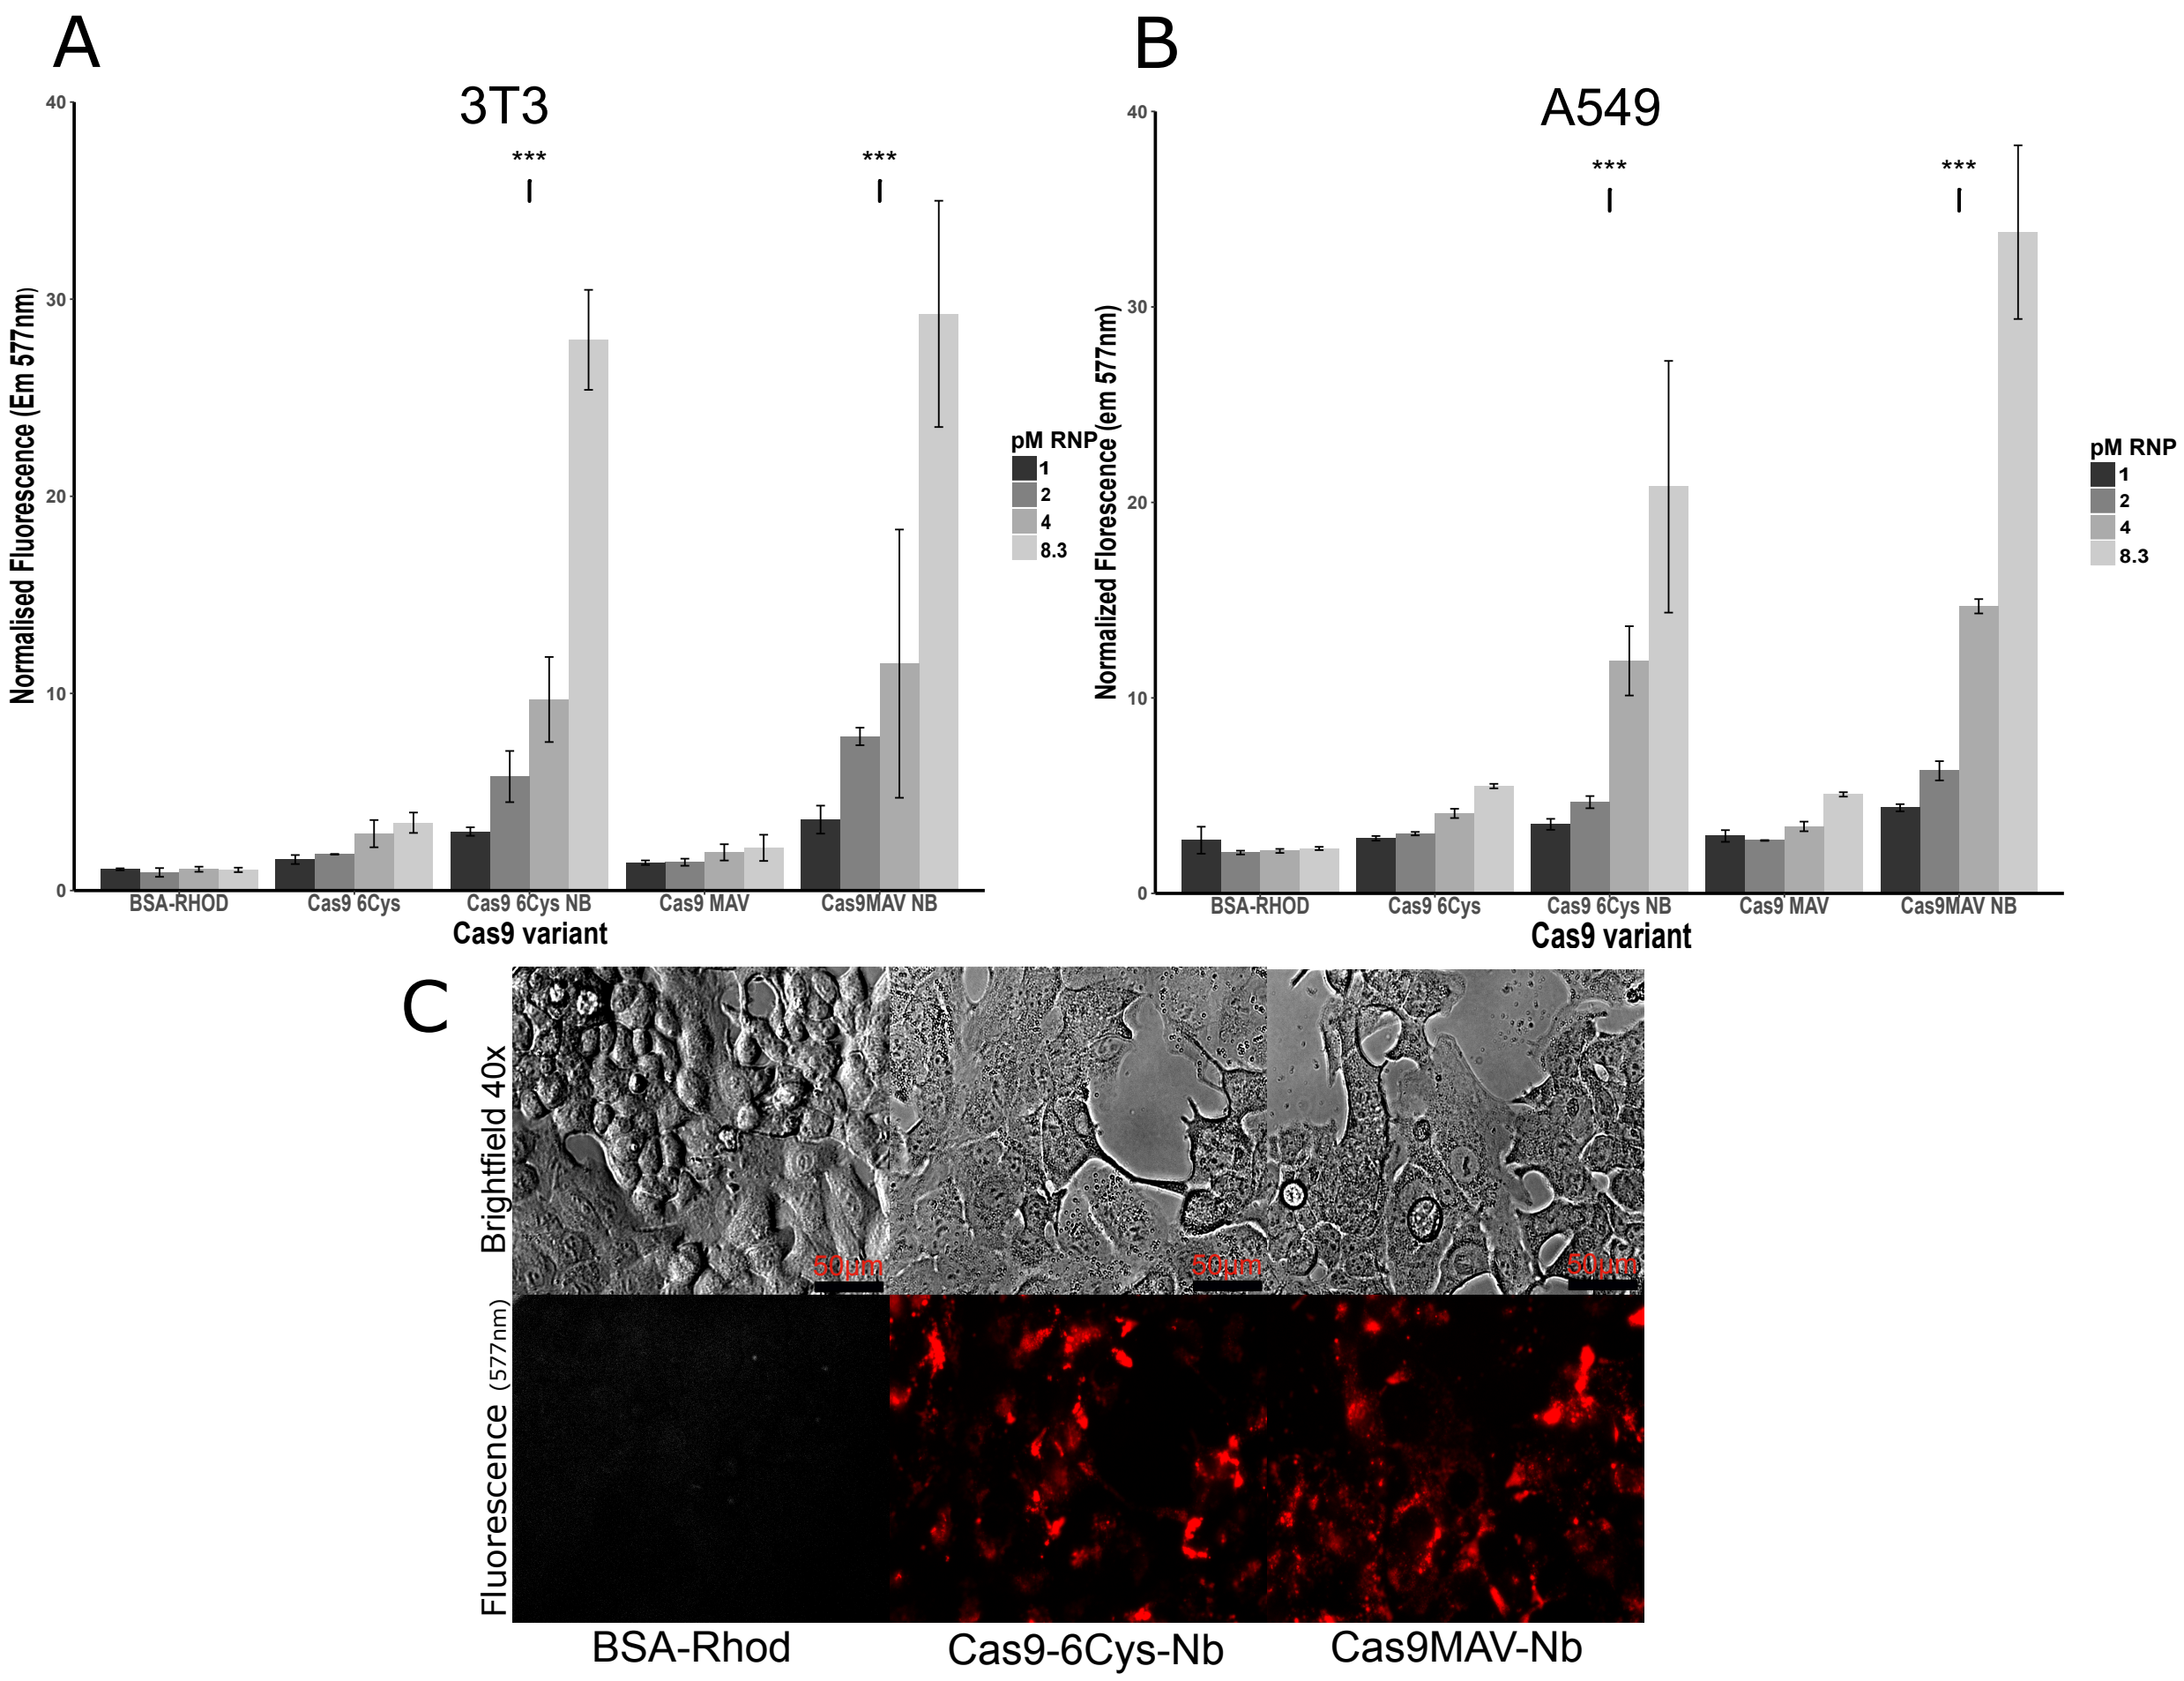 A
3T3
***
***
40
30
20
10
0
Normalised Fluorescence (Em 577nm)
BSA-RHOD
Cas9 6Cys
Cas9 6Cys NB
Cas9 MAV
Cas9MAV NB
Cas9 variant
pM RNP
1
2
4
8.3
B
A549
***
***
40
30
20
10
0
Normalized Florescence (em 577nm)
BSA-RHOD
Cas9 6Cys
Cas9 6Cys NB
Cas9 MAV
Cas9MAV NB
Cas9 variant
pM RNP
1
2
4
8.3
C
Brightfield 40x
50µm
50µm
50µm
Fluorescence (577nm)
BSA-Rhod
Cas9-6Cys-Nb
Cas9MAV-Nb